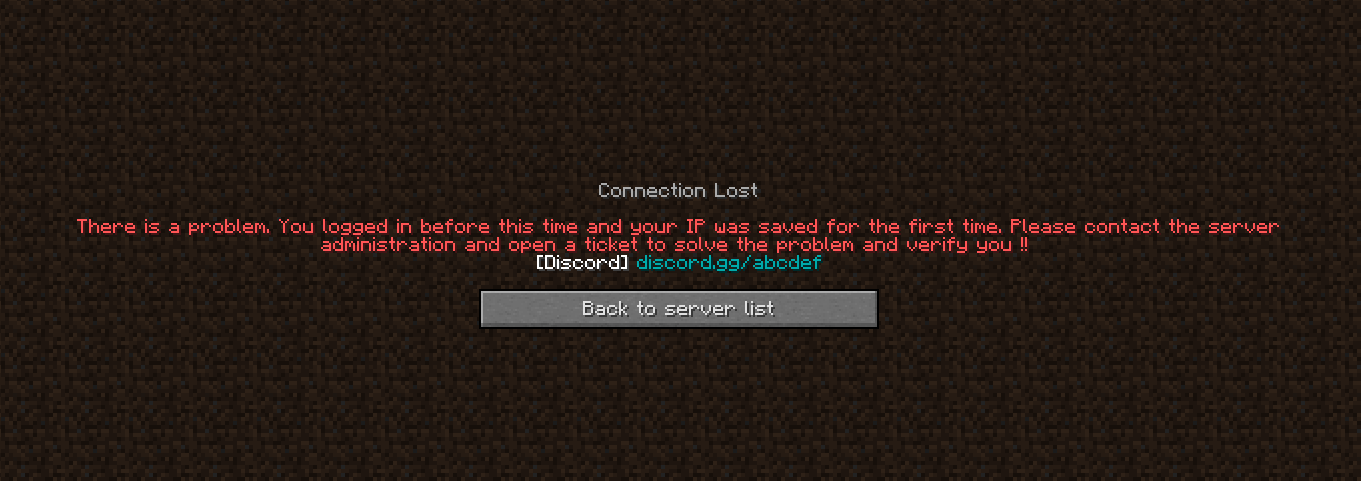 Connection Lost
There is a problem. You logged in before this time and your IP was saved for the first time. Please contact the server
administration and open a ticket to solve the problem and verify you !!
[Discord] discord.gg/abcdef
Back to server list